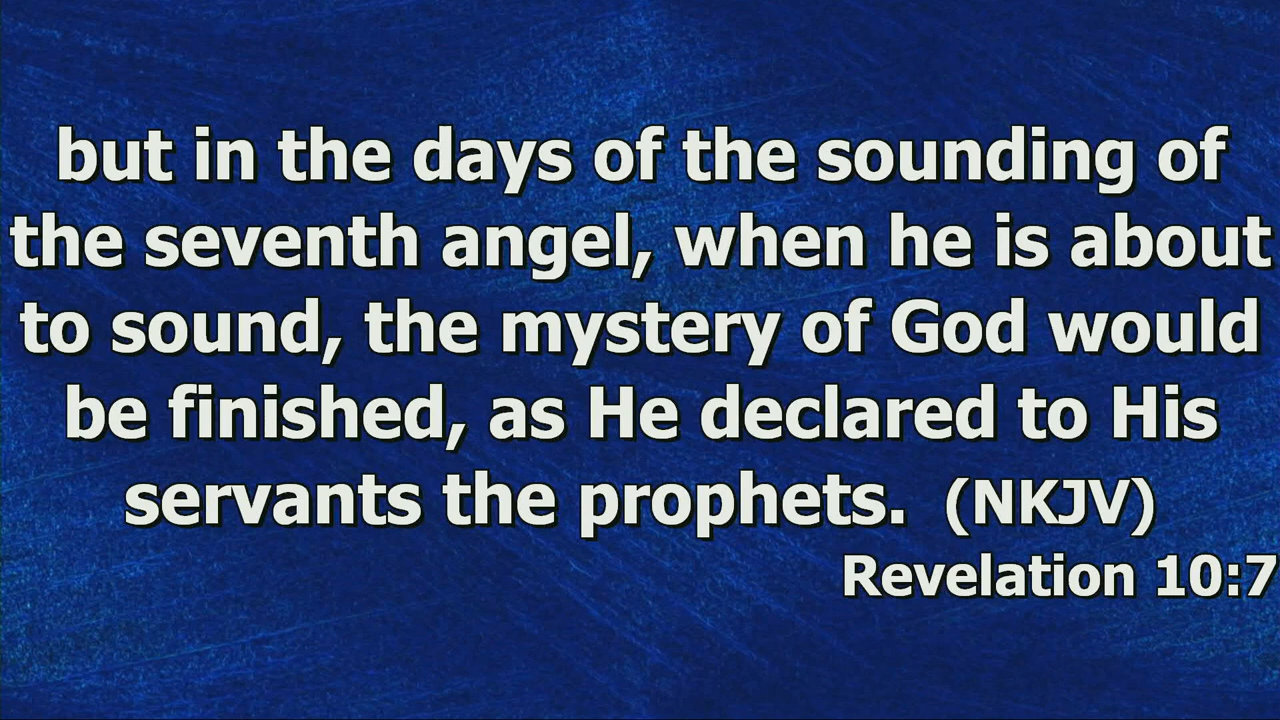 but in the days of the sounding of
the seventh angel, when he is about
to sound, the mystery of God would
be finished, as He declared to His
servants the prophets. (NKJV)
Revelation 10:7